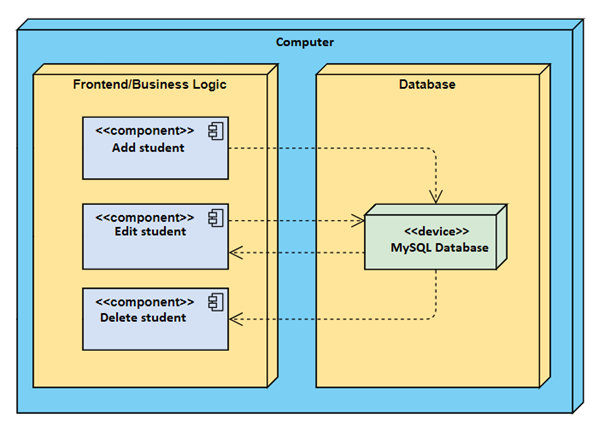 Computer
Frontend/Business Logic
Database
<<component>>
Add student
<<component>>
Edit student
<<device>>
MySQL Database
<<component>>
Delete student